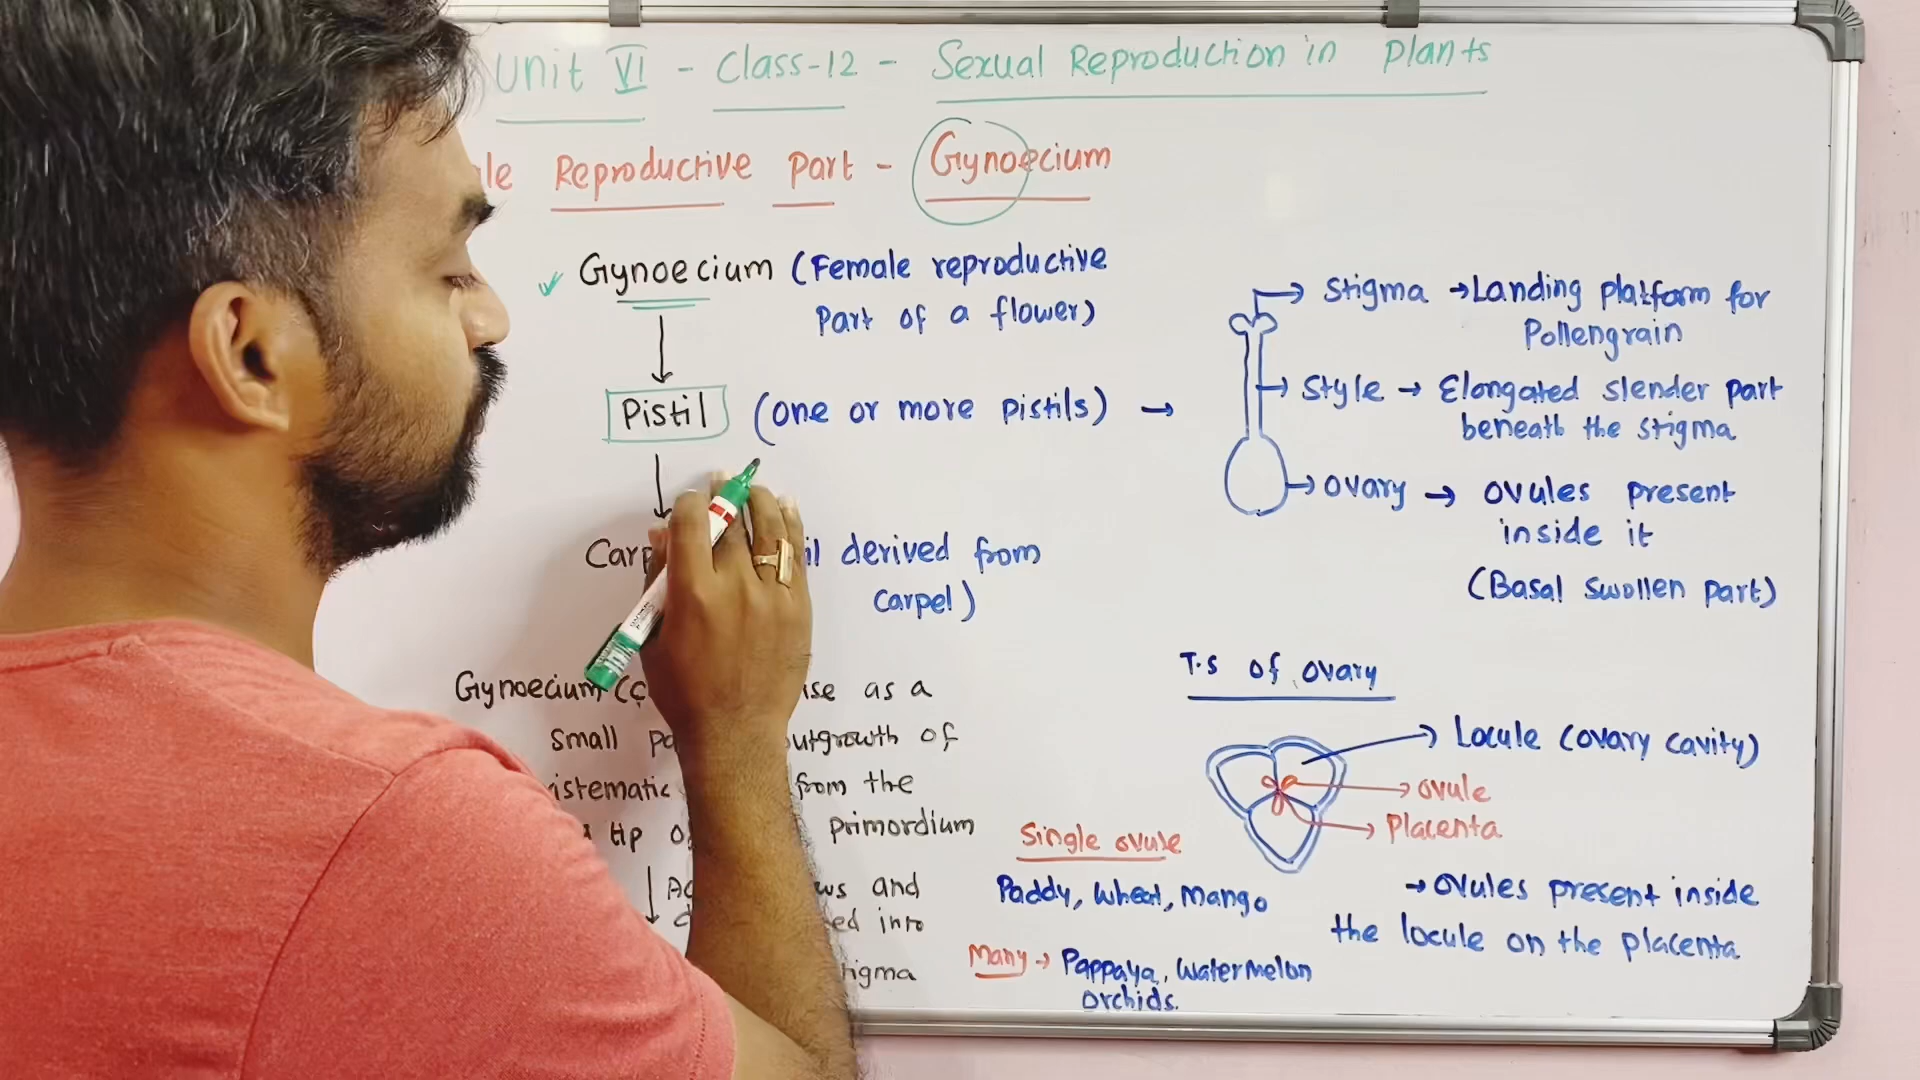 Unit VI - Class-12 - Sexual Reproduction in Plants
Reproductive Part - Gynoecium
Gynoecium (Female reproductive
Part of a flower)
Pistil (one or more Pistils) →
derived from
Carpel)
Gynoecium ise as a
Small outgrowth of
from the
tip primordium
and
into
Stigma → Landing platform for
Pollengrain
Style → Elongated slender part
beneath the stigma
Ovary → Ovules present
inside it
(Basal swollen part)
T.S of Ovary
Locule (ovary cavity)
Ovule
Placenta
→ Ovules present inside
the locule on the placenta
Single ovule
Paddy, Wheat, Mango
Many → Pappaya, Watermelon
Orchids.